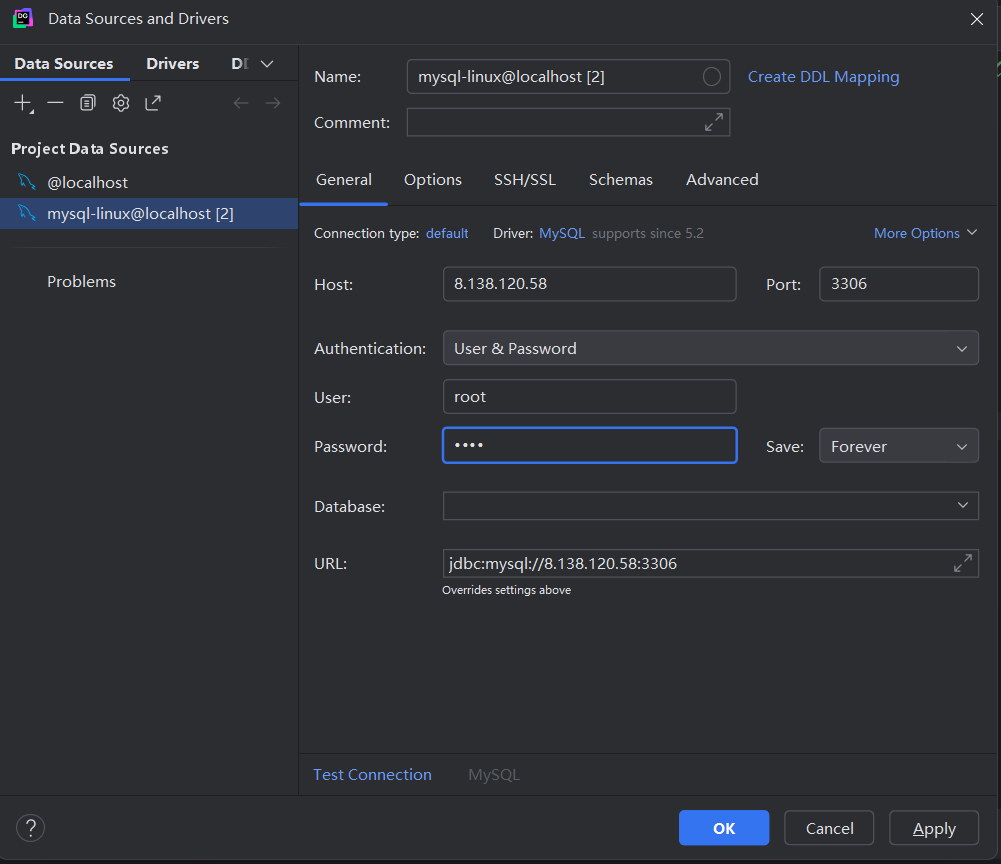 DG
Data Sources and Drivers
Data Sources
Drivers
Project Data Sources
@localhost
mysql-linux@localhost [2]
Problems
Name:
mysql-linux@localhost [2]
Create DDL Mapping
Comment:
General
Options
SSH/SSL
Schemas
Advanced
Connection type: default
Driver: MySQL supports since 5.2
More Options
Host:
8.138.120.58
Port:
3306
Authentication:
User & Password
User:
root
Password:
••••
Save:
Forever
Database:
URL:
jdbc:mysql://8.138.120.58:3306
Overrides settings above
Test Connection
MySQL
?
OK
Cancel
Apply